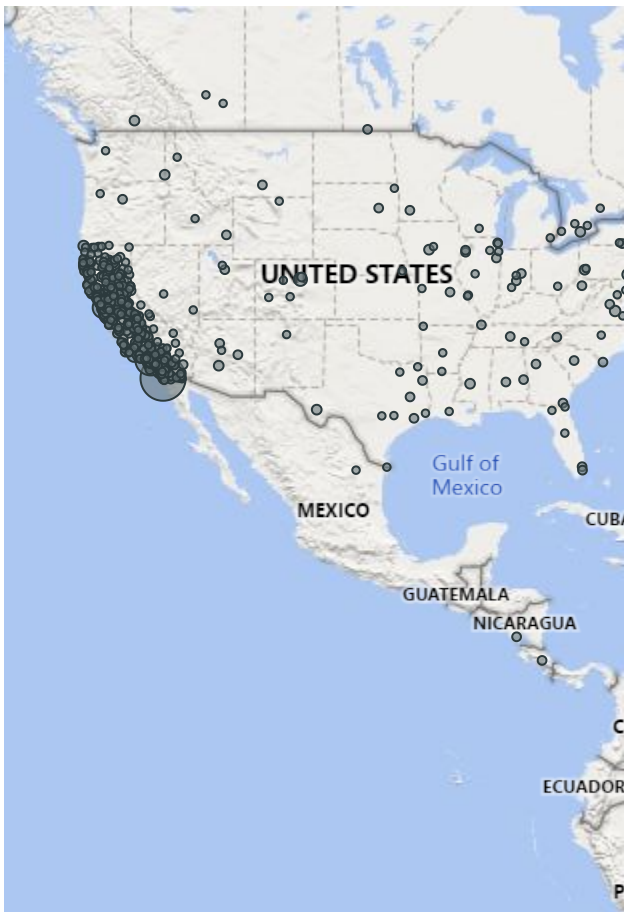 UNITED STATES
Gulf of
Mexico
MEXICO
CUBA
GUATEMALA
NICARAGUA
C
ECUADOR
P